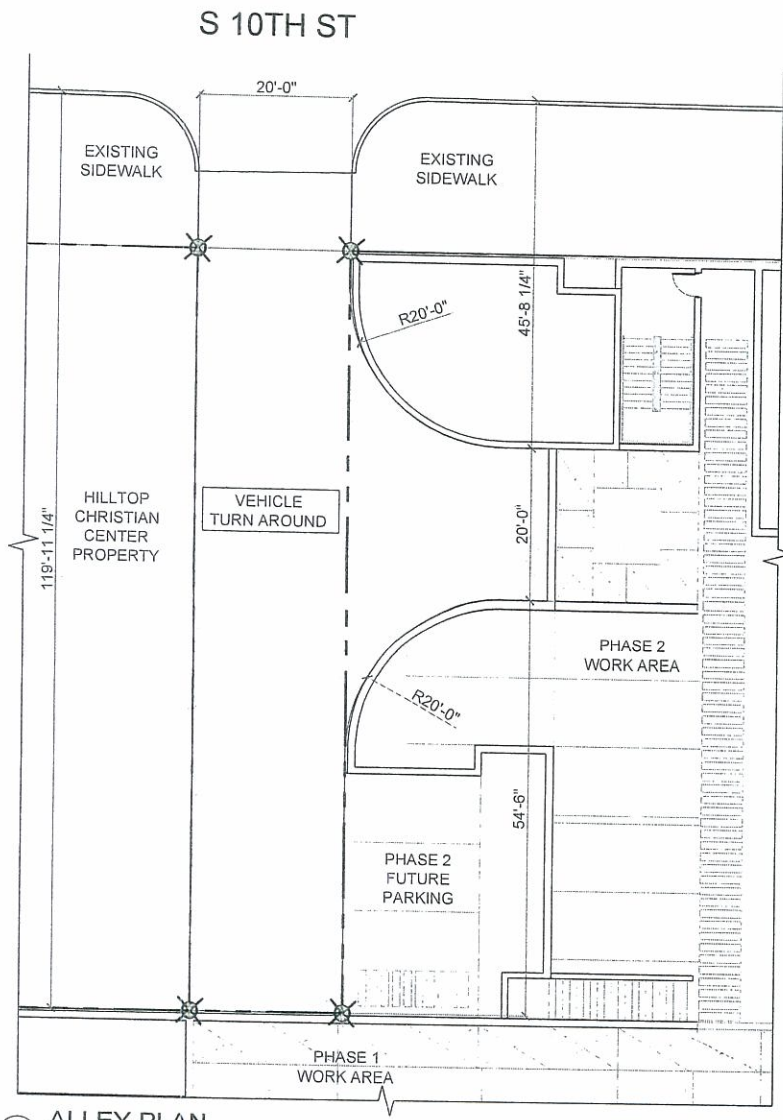 S 10TH ST
20'-0"
EXISTING
SIDEWALK
EXISTING
SIDEWALK
R20'-0"
45'-8 1/4"
119'-11 1/4"
HILLTOP
CHRISTIAN
CENTER
PROPERTY
VEHICLE
TURN AROUND
20'-0"
PHASE 2
WORK AREA
R20'-0"
54'-6"
PHASE 2
FUTURE
PARKING
PHASE 1
WORK AREA
ALLEY PLAN